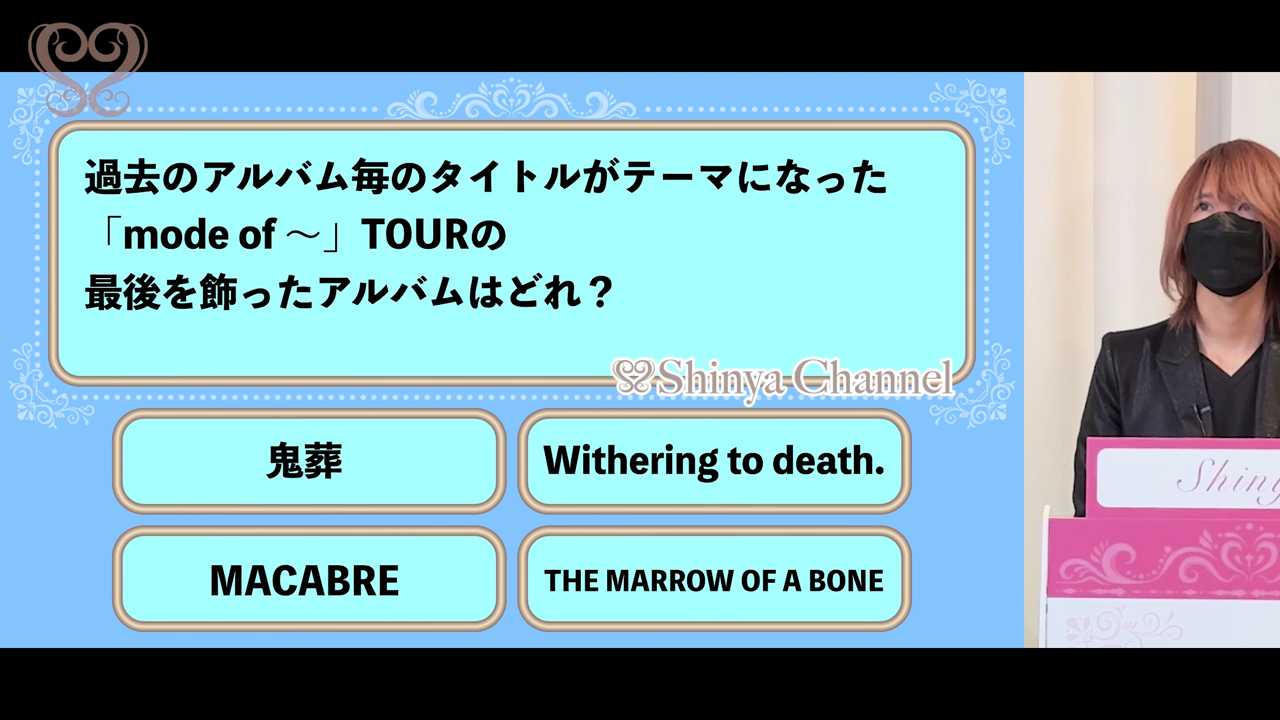 過去のアルバム毎のタイトルがテーマになった
「mode of ～」TOURの
最後を飾ったアルバムはどれ？
Shinya Channel
鬼葬
Withering to death.
MACABRE
THE MARROW OF A BONE